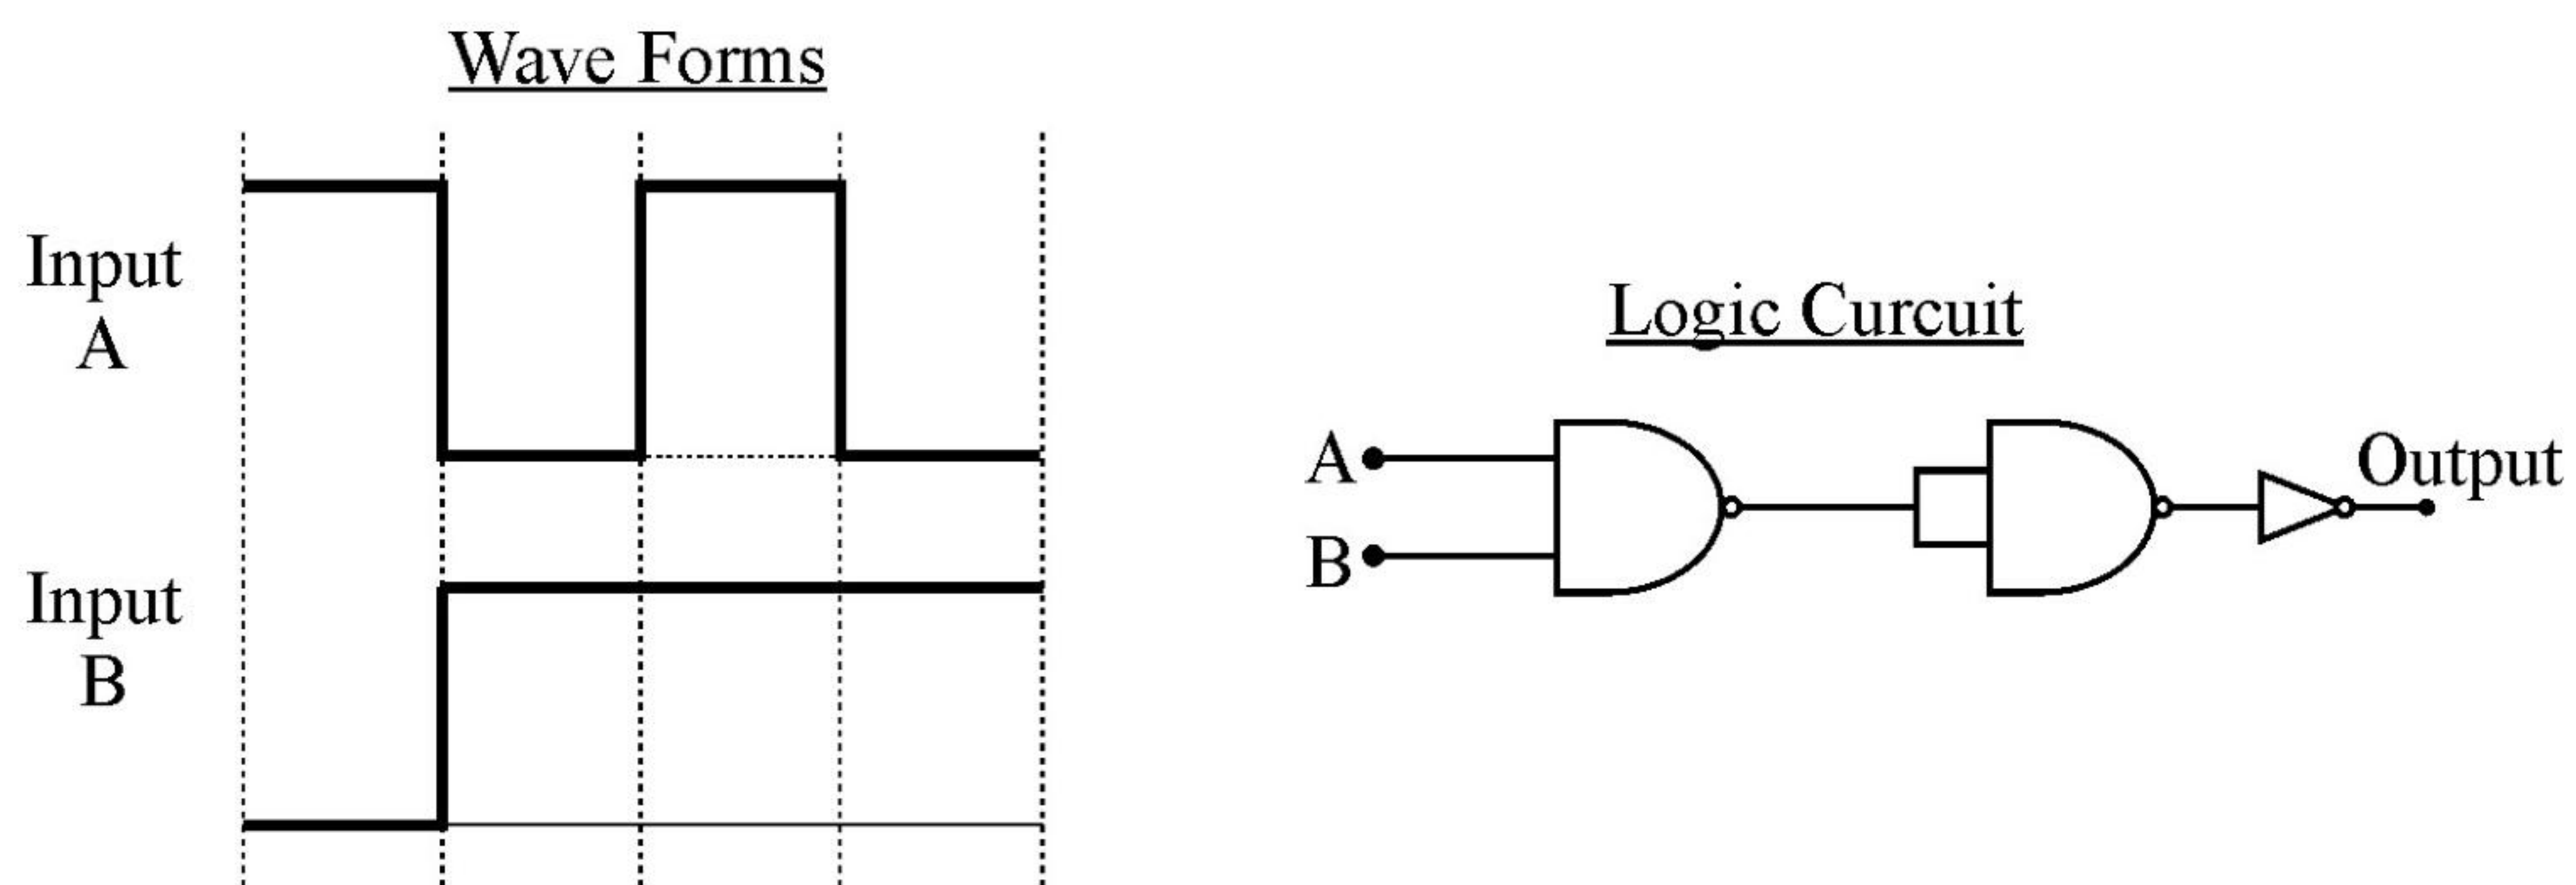 Wave Forms
Input
A
Input
B
Logic Curcuit
A
B
Output